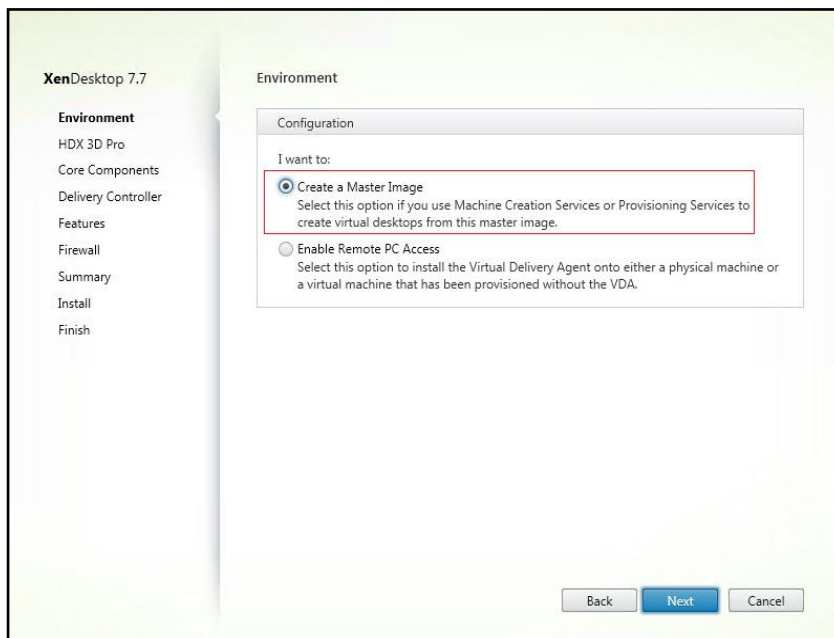 XenDesktop 7.7
Environment
HDX 3D Pro
Core Components
Delivery Controller
Features
Firewall
Summary
Install
Finish
Environment
Configuration
I want to:
Create a Master Image
Select this option if you use Machine Creation Services or Provisioning Services to
create virtual desktops from this master image.
Enable Remote PC Access
Select this option to install the Virtual Delivery Agent onto either a physical machine or
a virtual machine that has been provisioned without the VDA.
Back
Next
Cancel